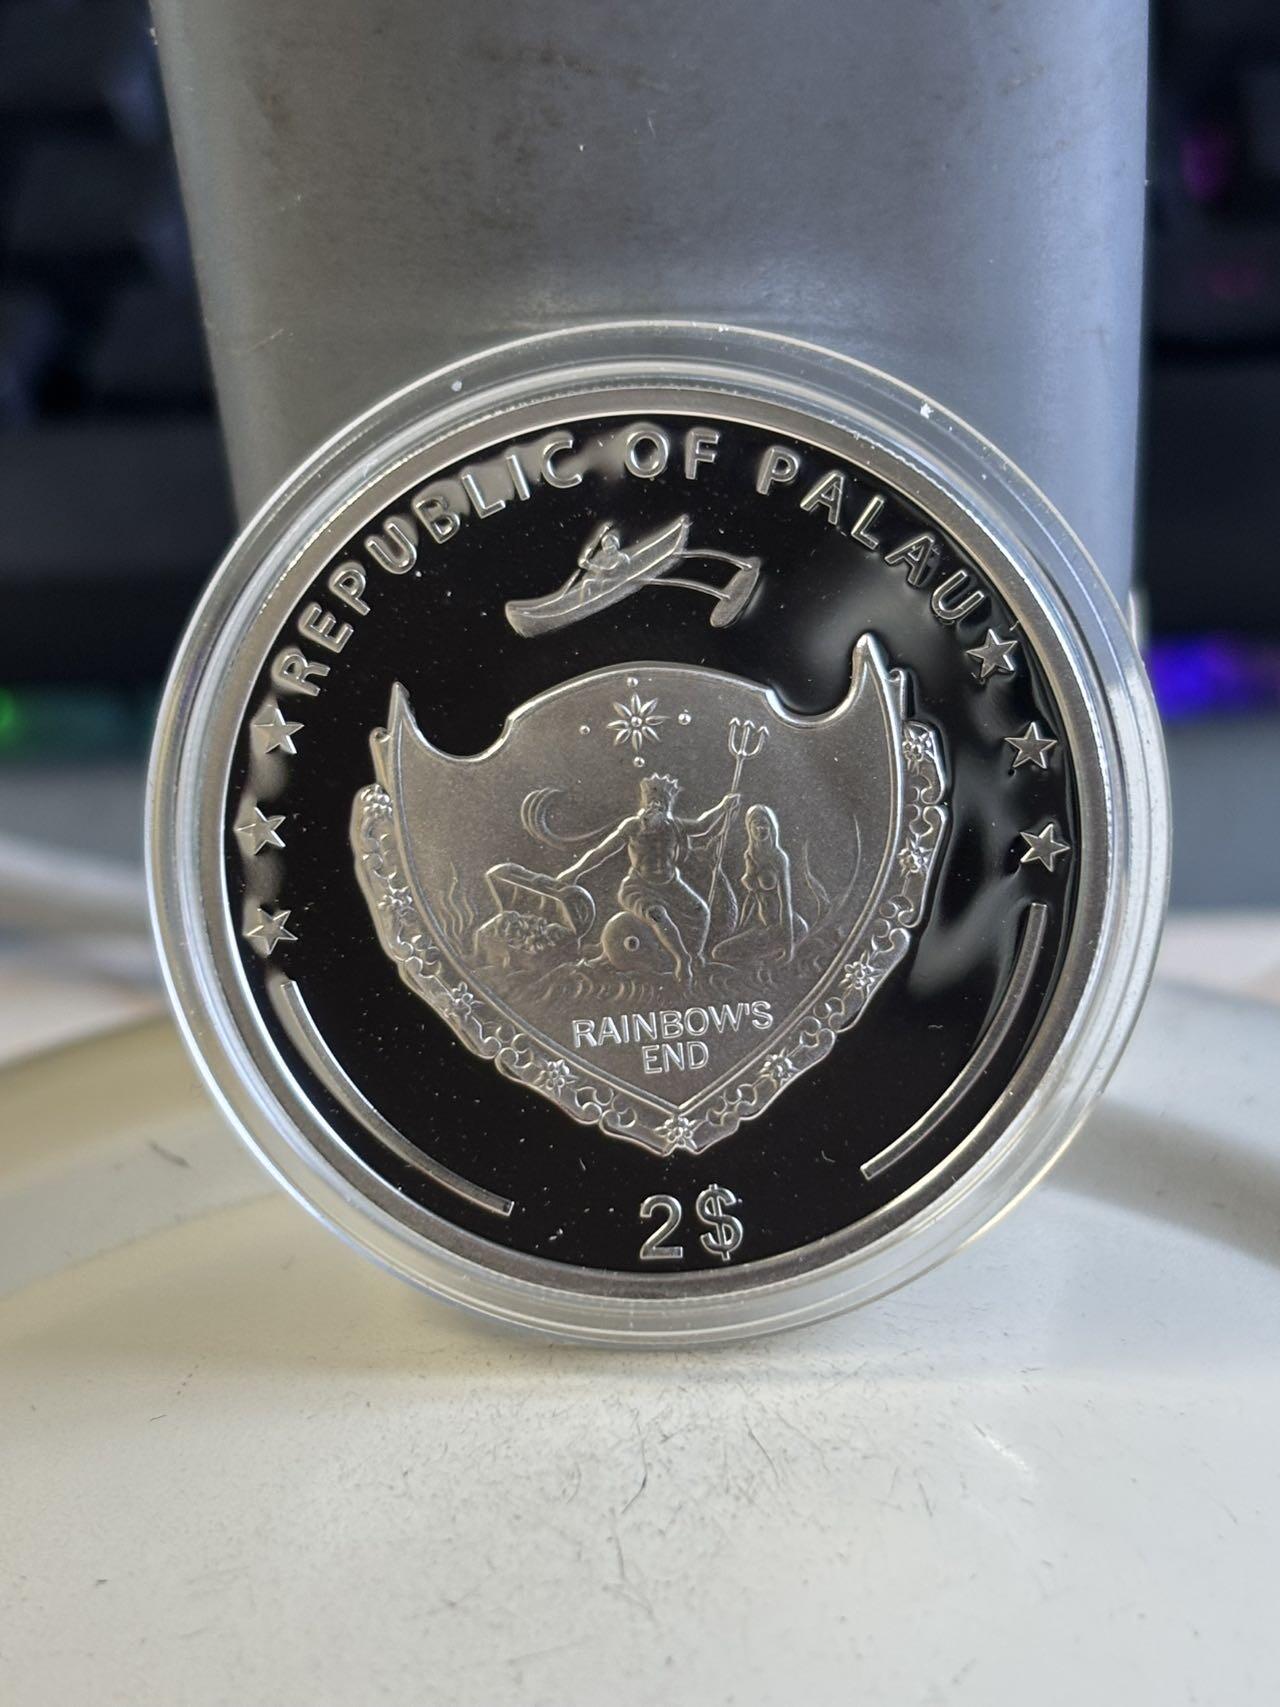 REPUBLIC OF PALAU
RAINBOW'S
END
2$